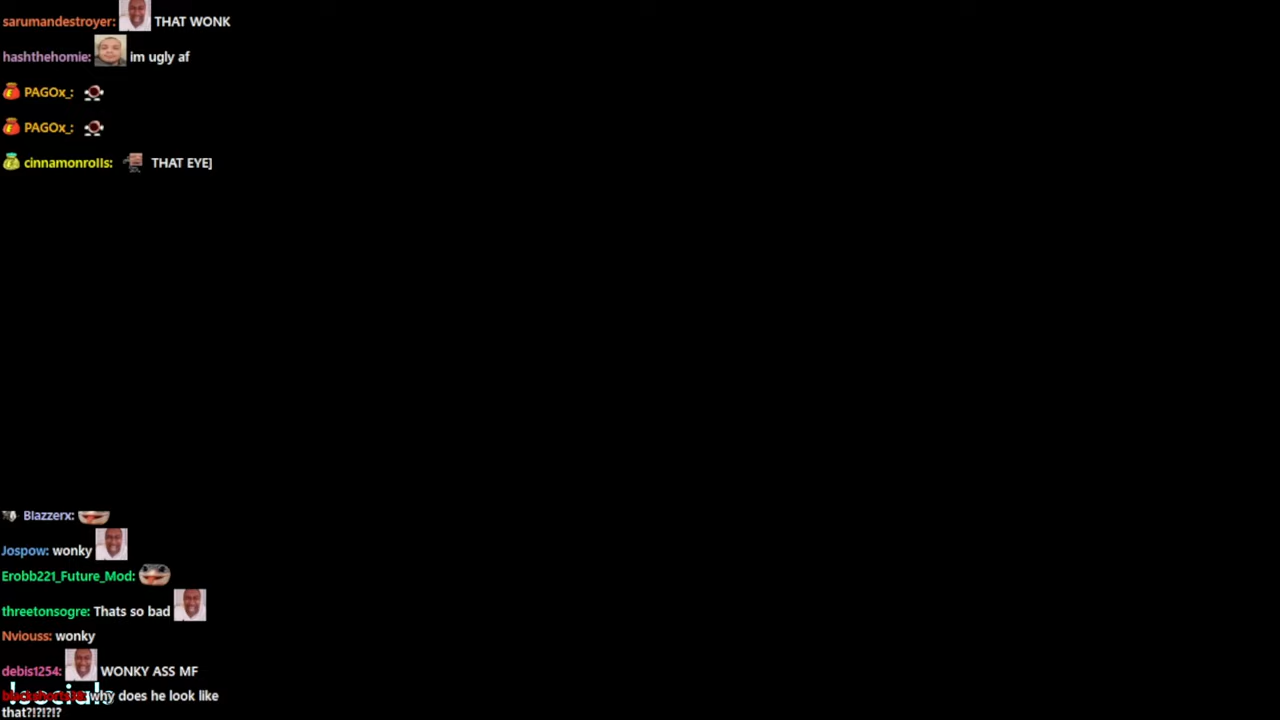 sarumandestroyer: THAT WONK
hashthehomie: im ugly af
PAGOx_:
PAGOx_:
cinnamonrolls: THAT EYE]
Blazzerx:
Jospow: wonky
Erobb221_Future_Mod:
threetonsogre: Thats so bad
Nviouss: wonky
debis1254: WONKY ASS MF
why does he look like
that?!?!?!?
!socials